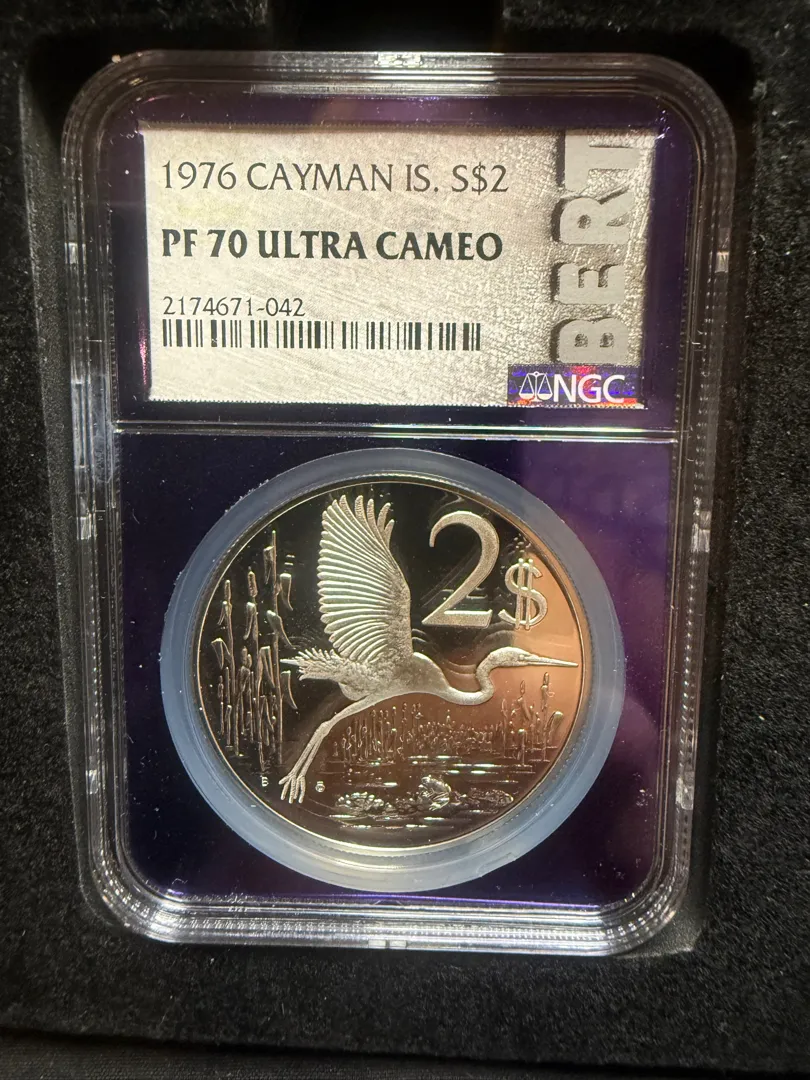 1976 CAYMAN IS. S$2
PF 70 ULTRA CAMEO
2174671-042
BERT
NGC
2$